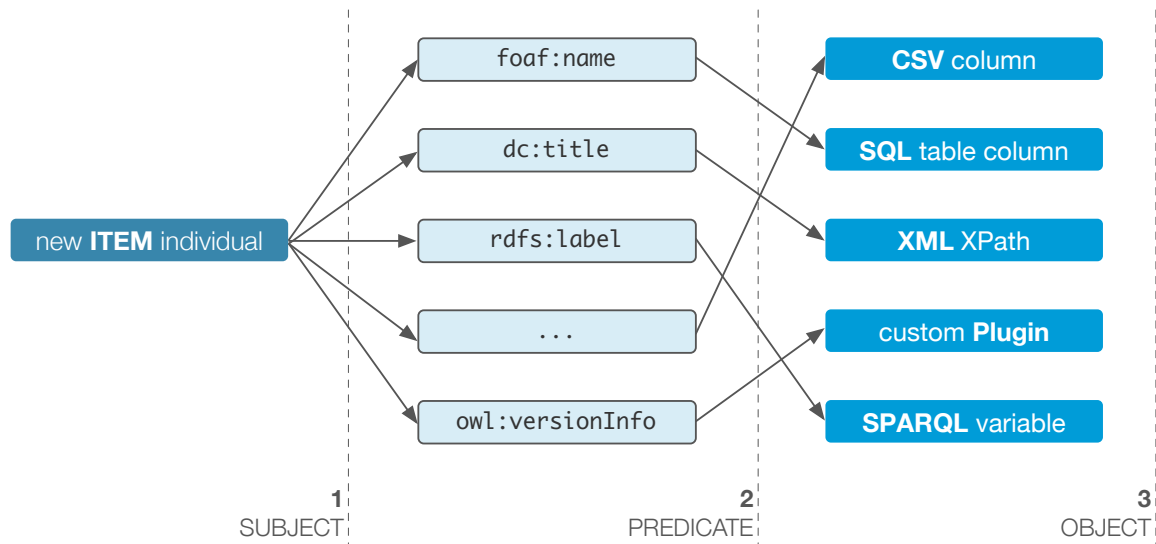 foaf:name
CSV column
dc:title
SQL table column
new ITEM individual
rdfs:label
XML XPath
...
custom Plugin
owl:versionInfo
SPARQL variable
1
SUBJECT
2
PREDICATE
3
OBJECT